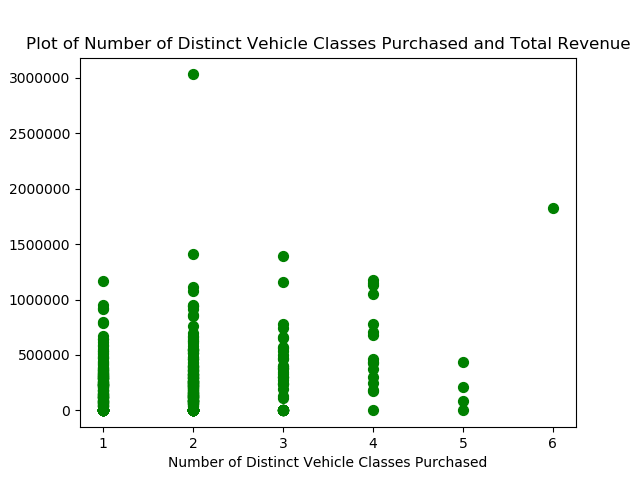 Plot of Number of Distinct Vehicle Classes Purchased and Total Revenue
3000000
2500000
2000000
1500000
1000000
500000
0
1 2 3 4 5 6
Number of Distinct Vehicle Classes Purchased